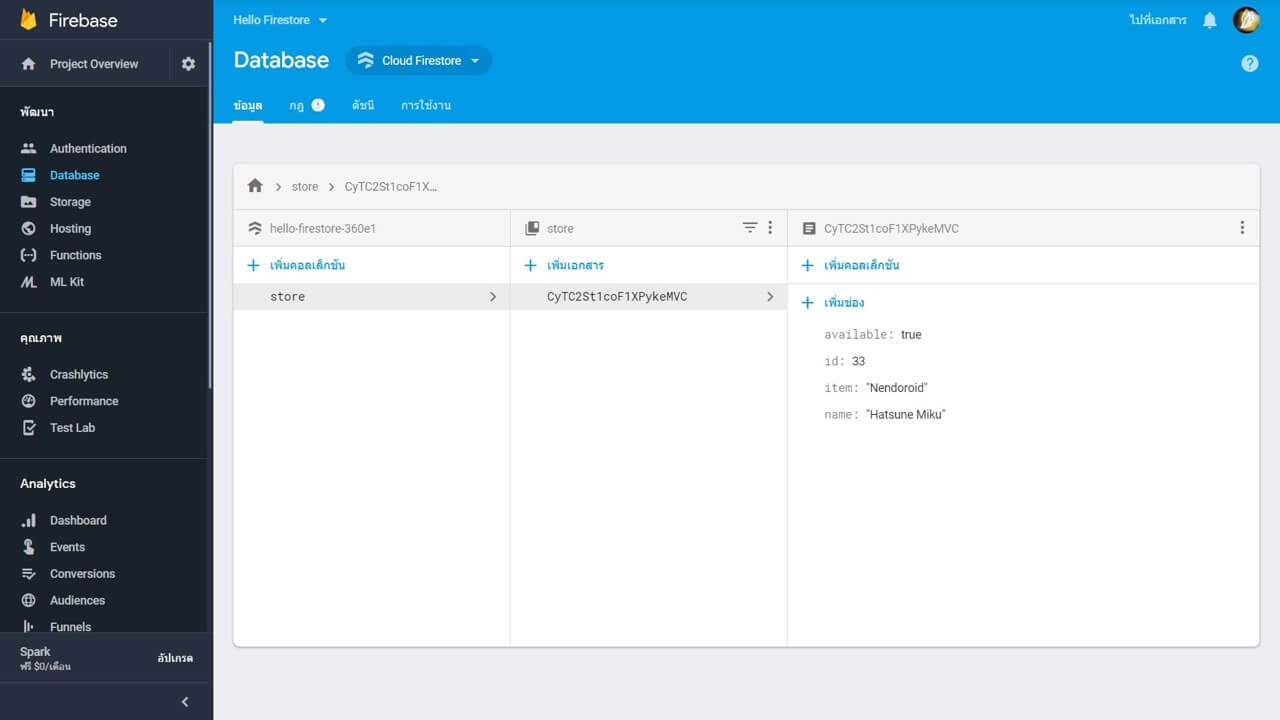 Firebase
Project Overview
พัฒนา
Authentication
Database
Storage
Hosting
Functions
ML Kit
คุณภาพ
Crashlytics
Performance
Test Lab
Analytics
Dashboard
Events
Conversions
Audiences
Funnels
Spark
ฟรี $0/เดือน
อัปเกรด
Hello Firestore
ไปที่เอกสาร
Database
Cloud Firestore
ข้อมูล กฎ ดัชนี การใช้งาน
store CyTC2St1coF1X...
hello-firestore-360e1
เพิ่มคอลเล็กชัน
store
store
เพิ่มเอกสาร
CyTC2St1coF1XPykeMVC
CyTC2St1coF1XPykeMVC
เพิ่มคอลเล็กชัน
เพิ่มช่อง
available: true
id: 33
item: "Nendoroid"
name: "Hatsune Miku"